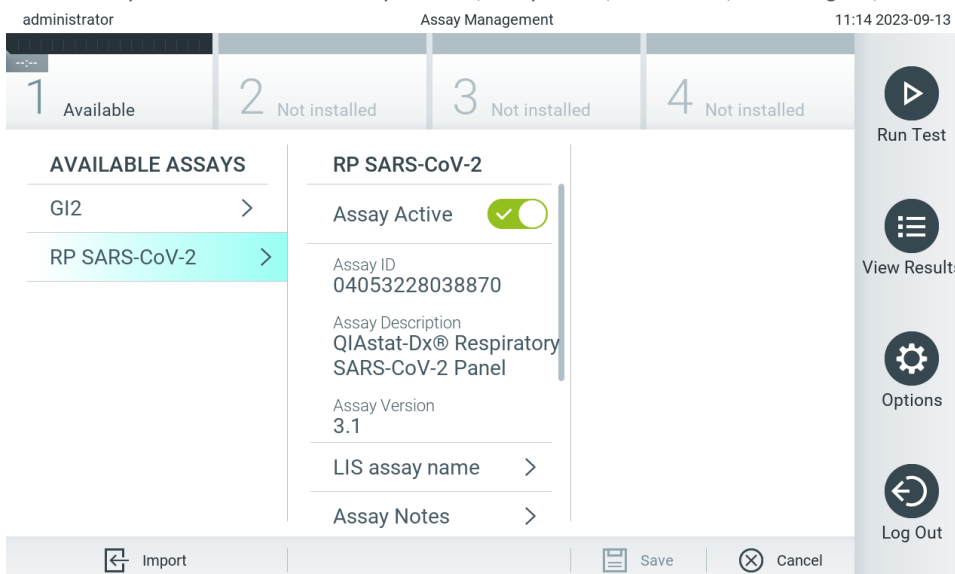 administrator Assay Management 11:14 2023-09-13
--:--
1 Available 2 Not installed 3 Not installed 4 Not installed
Run Test
AVAILABLE ASSAYS
GI2
RP SARS-CoV-2
RP SARS-CoV-2
Assay Active
Assay ID
04053228038870
Assay Description
QIAstat-Dx® Respiratory
SARS-CoV-2 Panel
Assay Version
3.1
LIS assay name
Assay Notes
View Results
Options
Log Out
Import Save Cancel